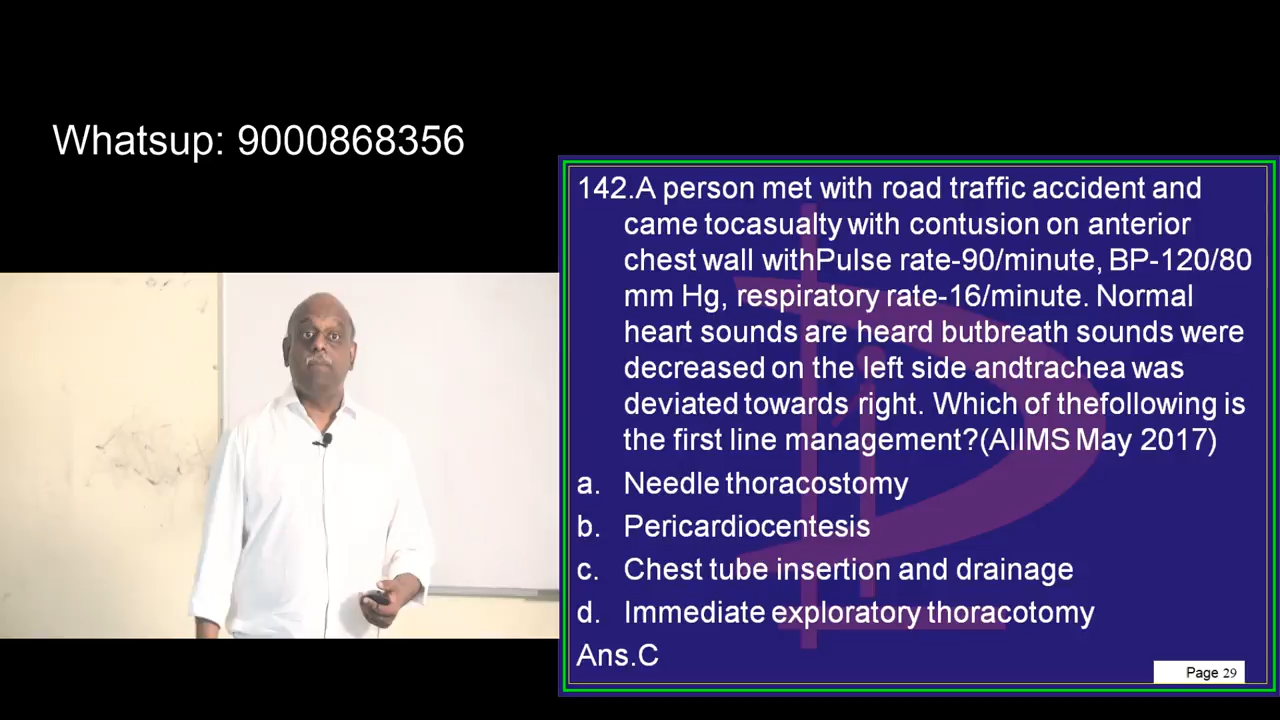 Whatsup: 9000868356
142.A person met with road traffic accident and
came tocasualty with contusion on anterior
chest wall withPulse rate-90/minute, BP-120/80
mm Hg, respiratory rate-16/minute. Normal
heart sounds are heard butbreath sounds were
decreased on the left side andtrachea was
deviated towards right. Which of thefollowing is
the first line management?(AIIMS May 2017)
a. Needle thoracostomy
b. Pericardiocentesis
c. Chest tube insertion and drainage
d. Immediate exploratory thoracotomy
Ans.C
Page 29